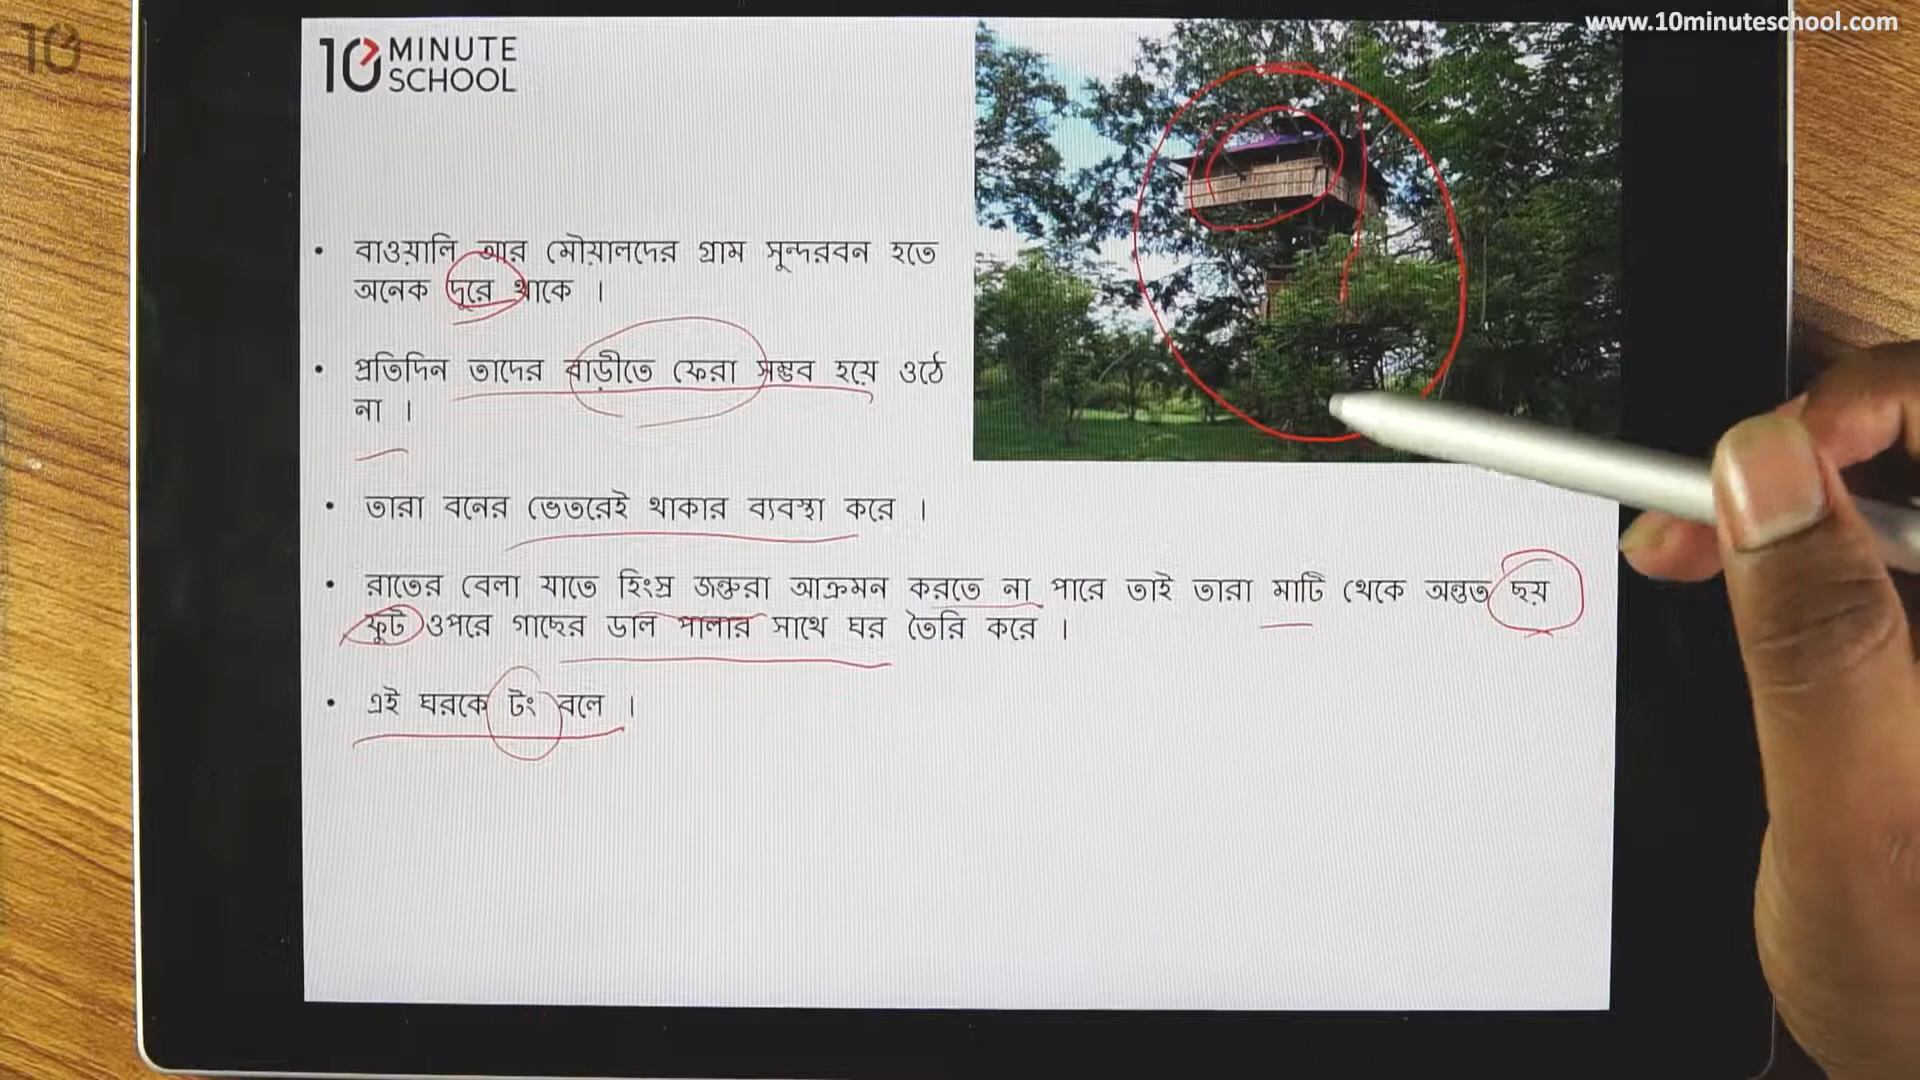 www.10minuteschool.com
10
10 MINUTE
SCHOOL
• বাওয়ালি আর মৌয়ালদের গ্রাম সুন্দরবন হতে
অনেক দূরে থাকে ।
• প্রতিদিন তাদের বাড়ীতে ফেরা সম্ভব হয়ে ওঠে
না ।
• তারা বনের ভেতরেই থাকার ব্যবস্থা করে ।
• রাতের বেলা যাতে হিংস্র জন্তুরা আক্রমন করতে না পারে তাই তারা মাটি থেকে অন্তত ছয়
ফুট ওপরে গাছের ডাল পালার সাথে ঘর তৈরি করে ।
• এই ঘরকে টং বলে ।